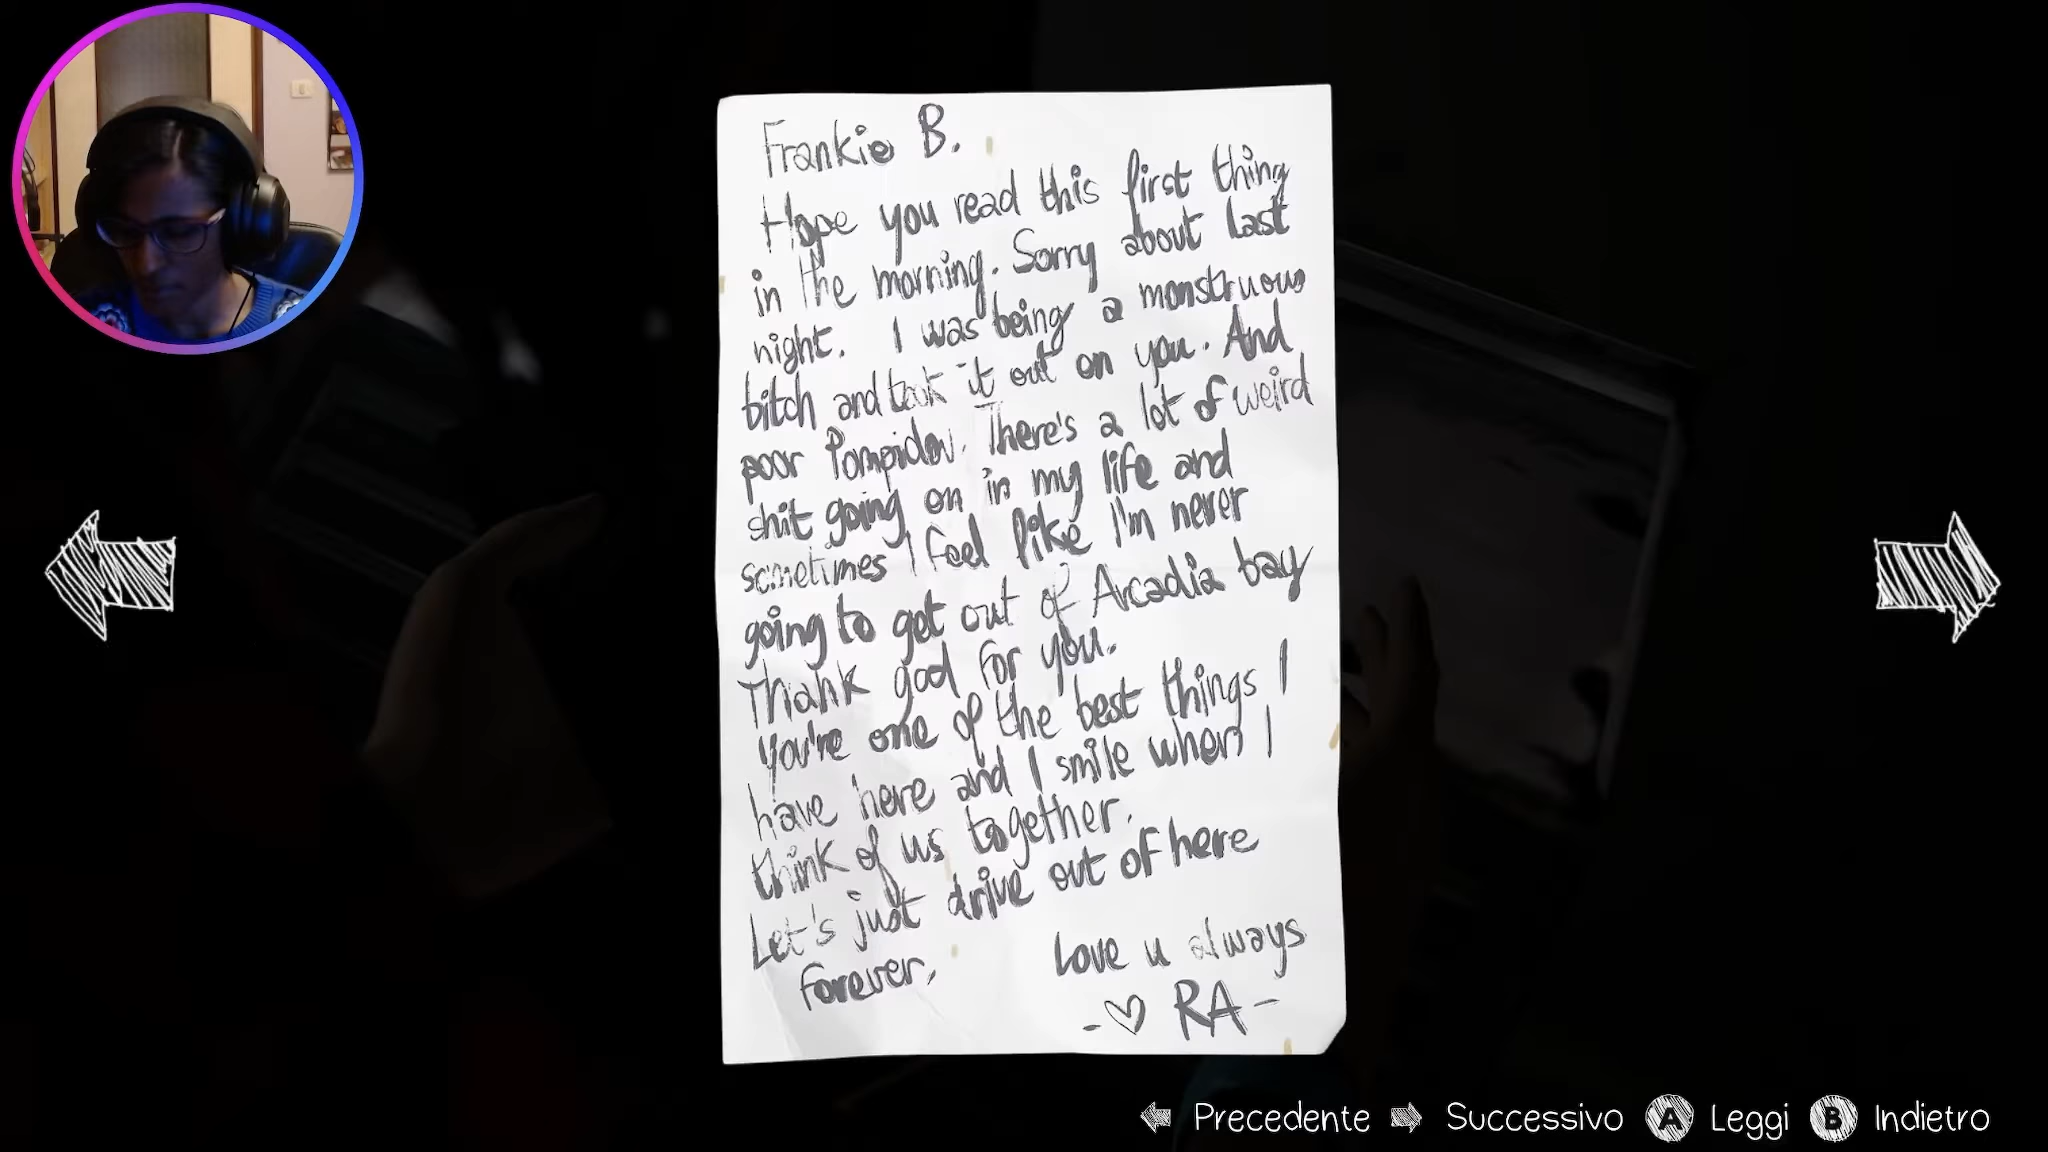 Frankie B.
Hope you read this first thing
in the morning. Sorry about last
night. I was being a monstruous
bitch and took it out on you. And
poor Pompidou. There's a lot of weird
shit going on in my life and
sometimes I feel like I'm never
going to get out of Arcadia bay
Thank god for you.
You're one of the best things I
have here and I smile when I
think of us together.
Let's just drive out of here
forever.
Love u always
-♡ RA-
Precedente Successivo A Leggi B Indietro